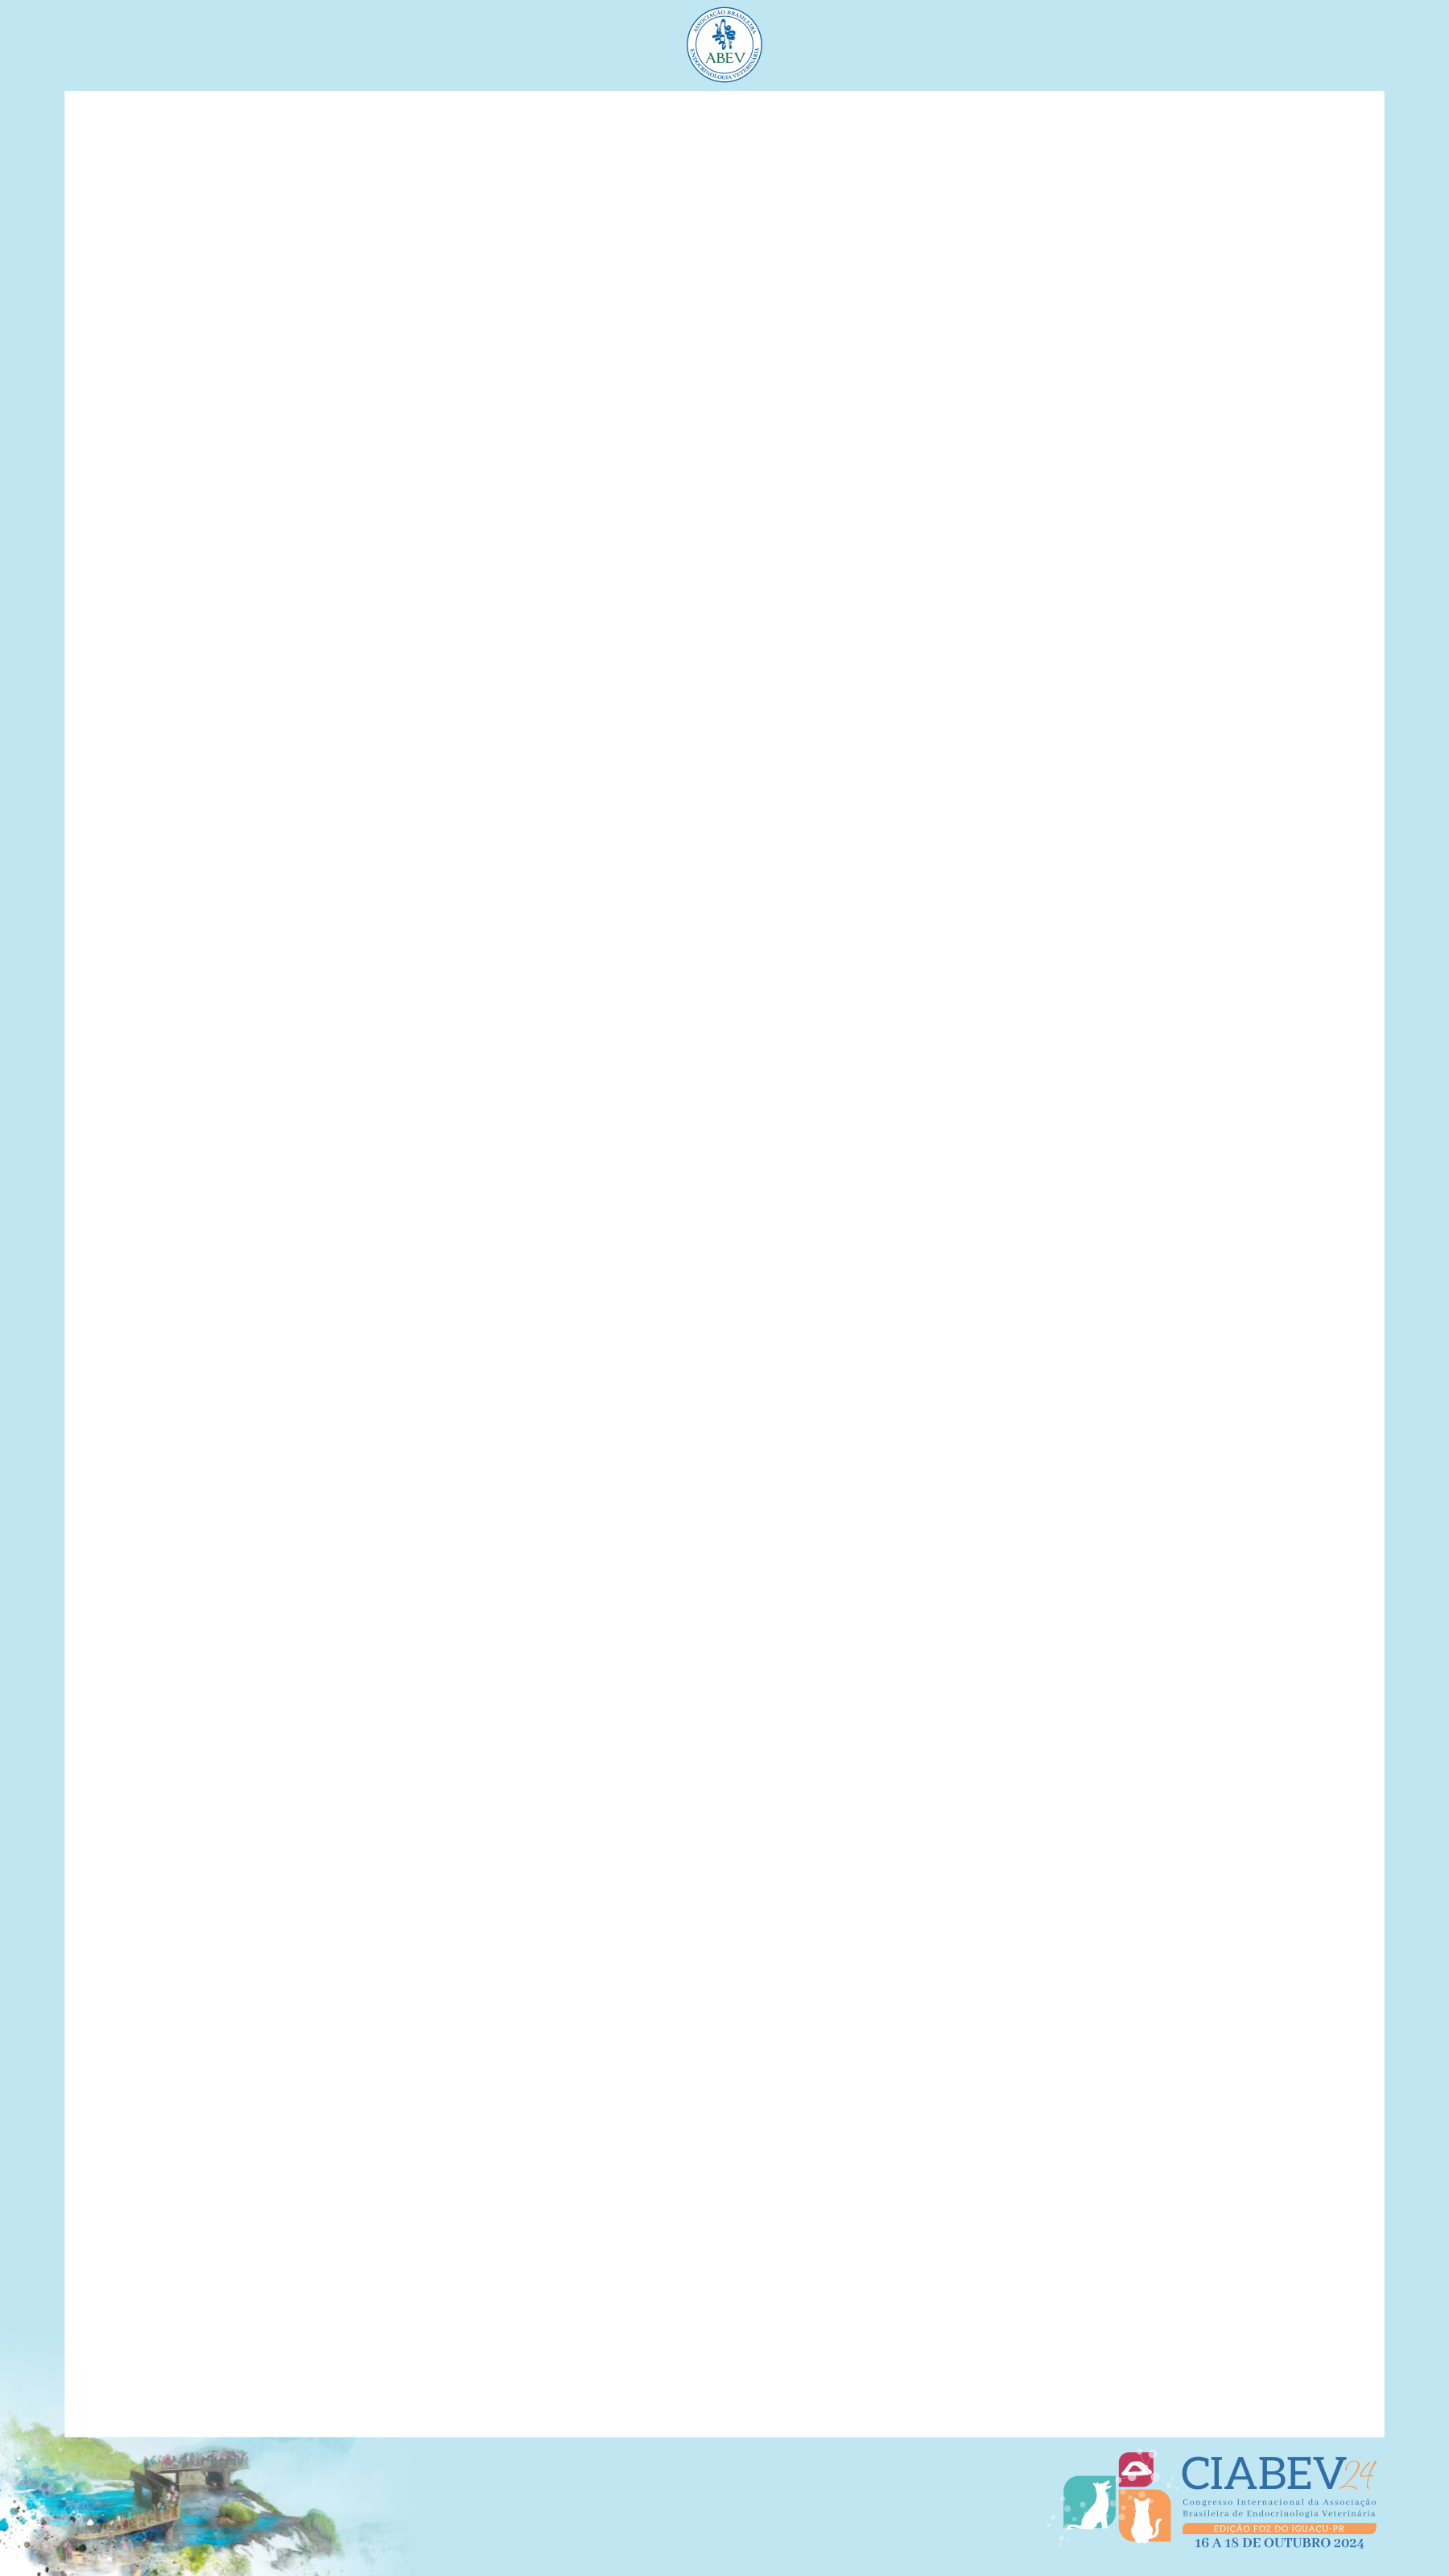 ASSOCIAÇÃO BRASILEIRA
ABEV
ENDOCRINOLOGIA VETERINÁRIA
CIABEV24
Congresso Internacional da Associação
Brasileira de Endocrinologia Veterinária
EDIÇÃO FOZ DO IGUAÇU-PR
16 A 18 DE OUTUBRO 2024